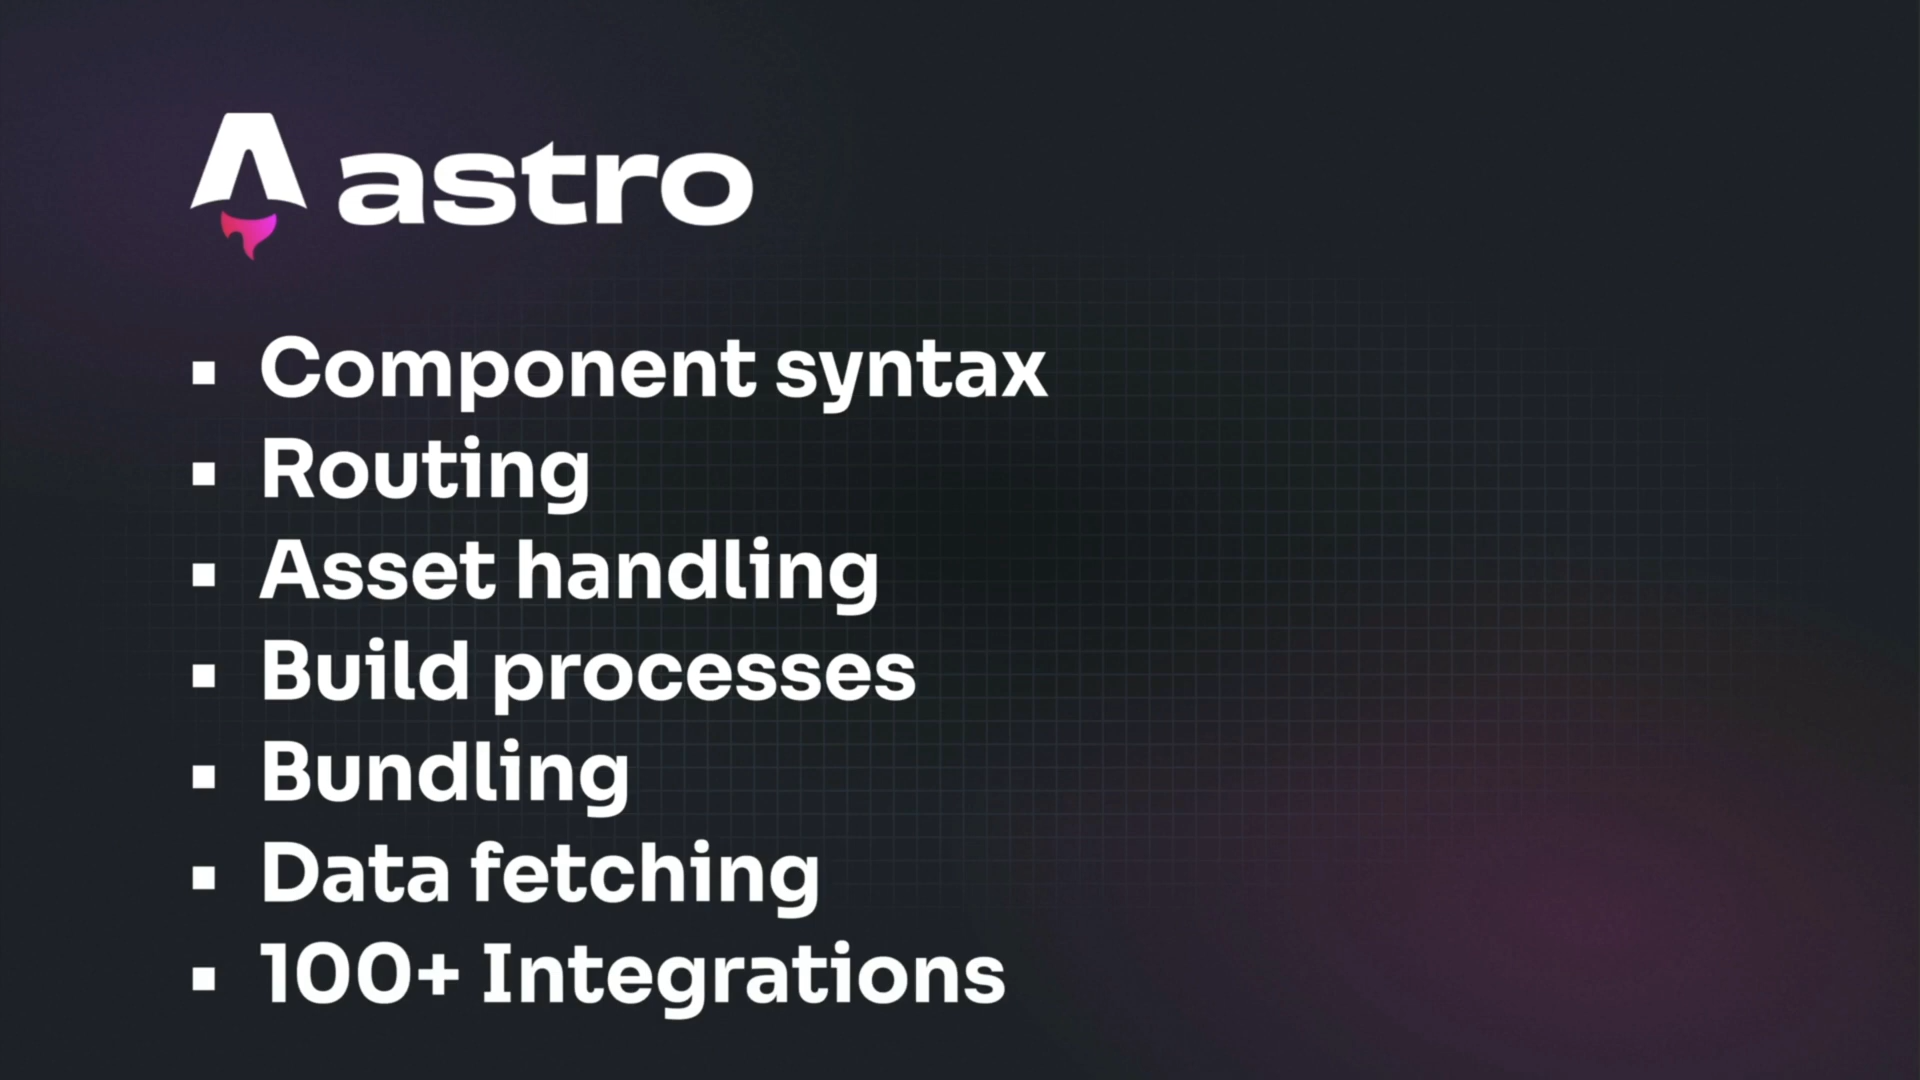 astro
▪ Component syntax
▪ Routing
▪ Asset handling
▪ Build processes
▪ Bundling
▪ Data fetching
▪ 100+ Integrations